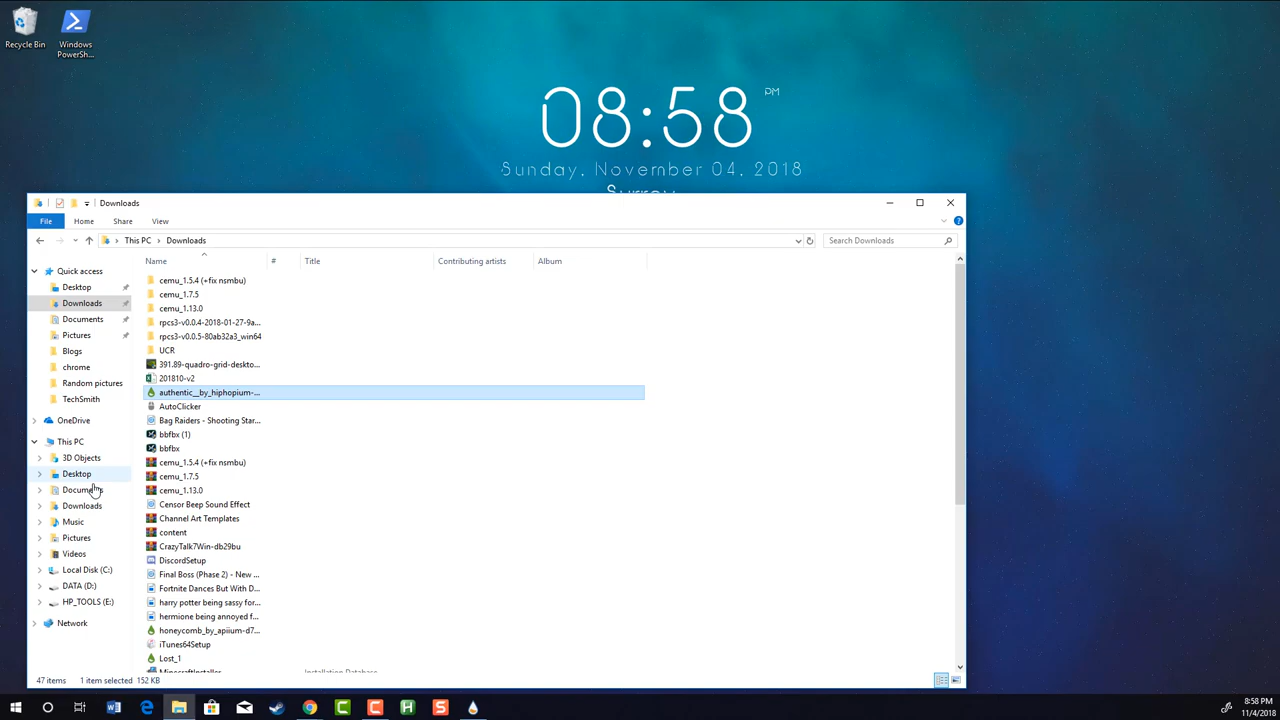 Recycle Bin
Windows
PowerSh...
08:58 PM
Sunday, November 04, 2018
Downloads
File Home Share View
This PC Downloads
Search Downloads
Name # Title Contributing artists Album
Quick access
Desktop
Downloads
Documents
Pictures
Blogs
chrome
Random pictures
TechSmith
OneDrive
This PC
3D Objects
Desktop
Documents
Downloads
Music
Pictures
Videos
Local Disk (C:)
DATA (D:)
HP_TOOLS (E:)
Network
cemu_1.5.4 (+fix nsmbu)
cemu_1.7.5
cemu_1.13.0
rpcs3-v0.0.4-2018-01-27-9a...
rpcs3-v0.0.5-80ab32a3_win64
UCR
391.89-quadro-grid-deskto...
201810-v2
authentic__by_hiphopium-...
AutoClicker
Bag Raiders - Shooting Star...
bbfbx (1)
bbfbx
cemu_1.5.4 (+fix nsmbu)
cemu_1.7.5
cemu_1.13.0
Censor Beep Sound Effect
Channel Art Templates
content
CrazyTalk7Win-db29bu
DiscordSetup
Final Boss (Phase 2) - New ...
Fortnite Dances But With D...
harry potter being sassy for...
hermione being annoyed f...
honeycomb_by_apiium-d7...
iTunes64Setup
Lost_1
MinecraftInstaller Installation Database
47 items 1 item selected 152 KB
8:58 PM
11/4/2018